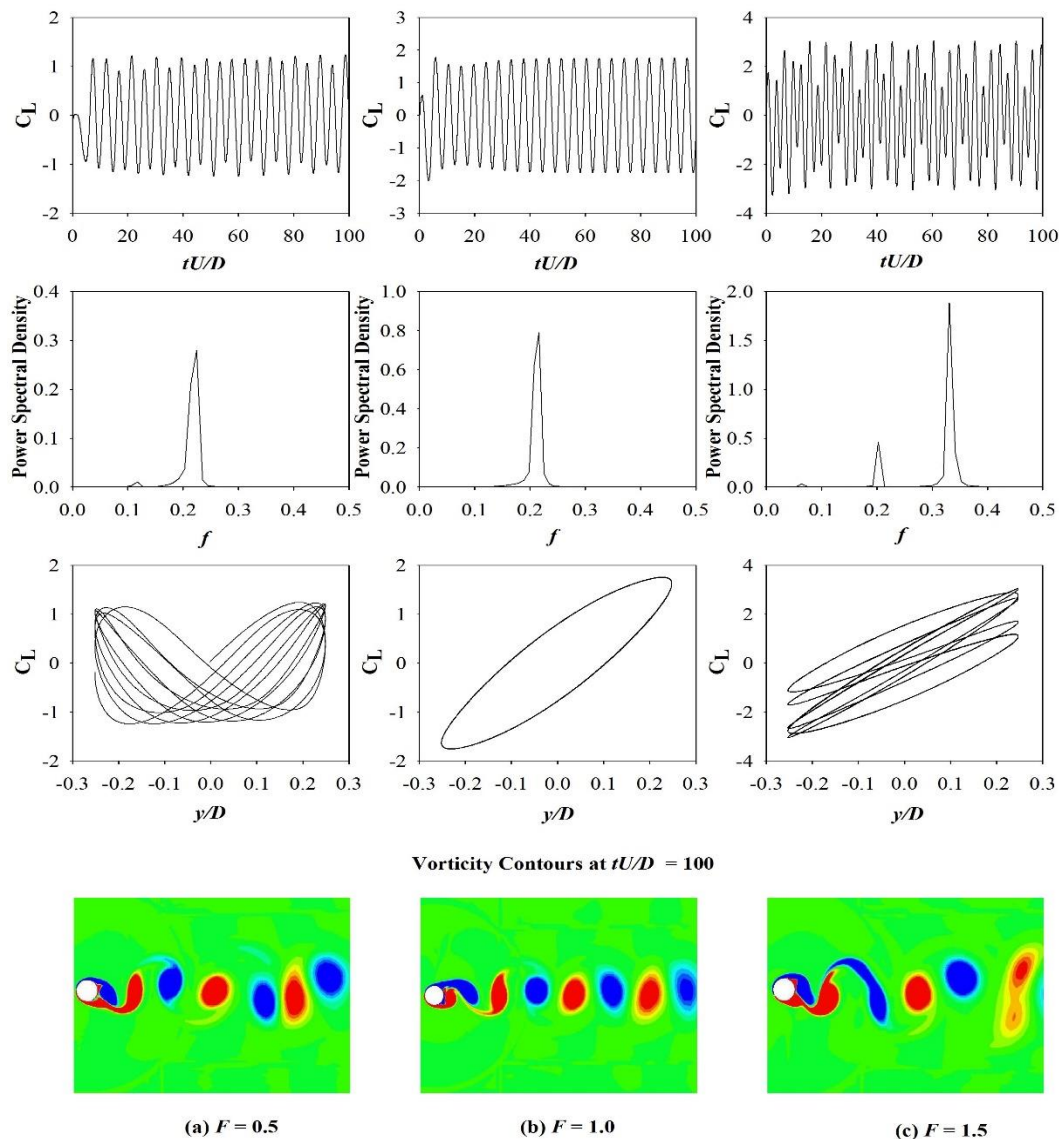 2
1
0
-1
-2
C_L
0 20 40 60 80 100
tU/D
3
2
1
0
-1
-2
-3
C_L
0 20 40 60 80 100
tU/D
4
2
0
-2
-4
C_L
0 20 40 60 80 100
tU/D
0.4
0.3
0.2
0.1
0.0
Power Spectral Density
0.0 0.1 0.2 0.3 0.4 0.5
f
1.0
0.8
0.6
0.4
0.2
0.0
Power Spectral Density
0.0 0.1 0.2 0.3 0.4 0.5
f
2.0
1.5
1.0
0.5
0.0
Power Spectral Density
0.0 0.1 0.2 0.3 0.4 0.5
f
2
1
0
-1
-2
C_L
-0.3 -0.2 -0.1 0.0 0.1 0.2 0.3
y/D
2
1
0
-1
-2
C_L
-0.3 -0.2 -0.1 0.0 0.1 0.2 0.3
y/D
4
2
0
-2
-4
C_L
-0.3 -0.2 -0.1 0.0 0.1 0.2 0.3
y/D
Vorticity Contours at tU/D = 100
(a) F = 0.5
(b) F = 1.0
(c) F = 1.5